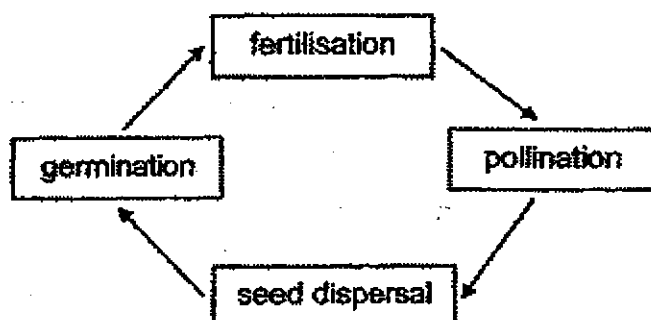 fertilisation
germination
pollination
seed dispersal